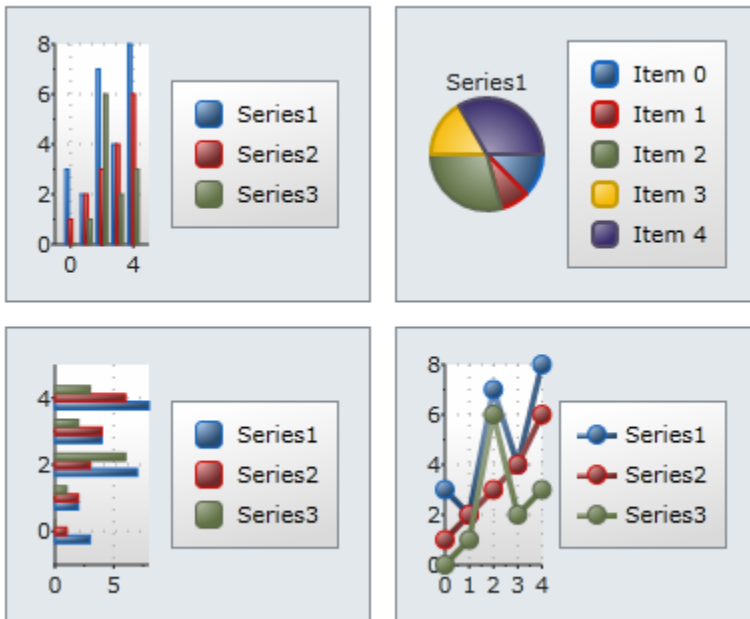 8
6
4
2
0
0 4
Series1
Series2
Series3
Series1
Item 0
Item 1
Item 2
Item 3
Item 4
4
2
0
0 5
Series1
Series2
Series3
8
6
4
2
0
0 1 2 3 4
Series1
Series2
Series3